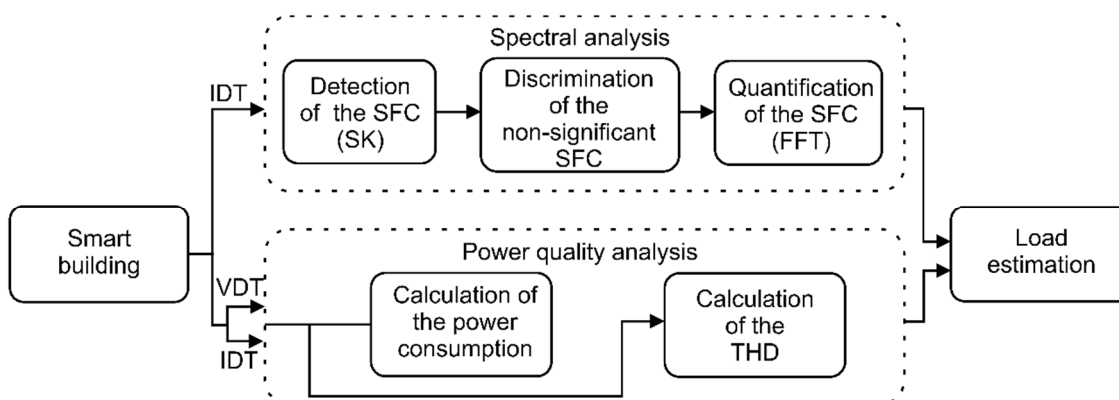 Spectral analysis
IDT
Detection
of the SFC
(SK)
Discrimination
of the
non-significant
SFC
Quantification
of the SFC
(FFT)
Smart
building
Power quality analysis
VDT
IDT
Calculation of
the power
consumption
Calculation
of the
THD
Load
estimation